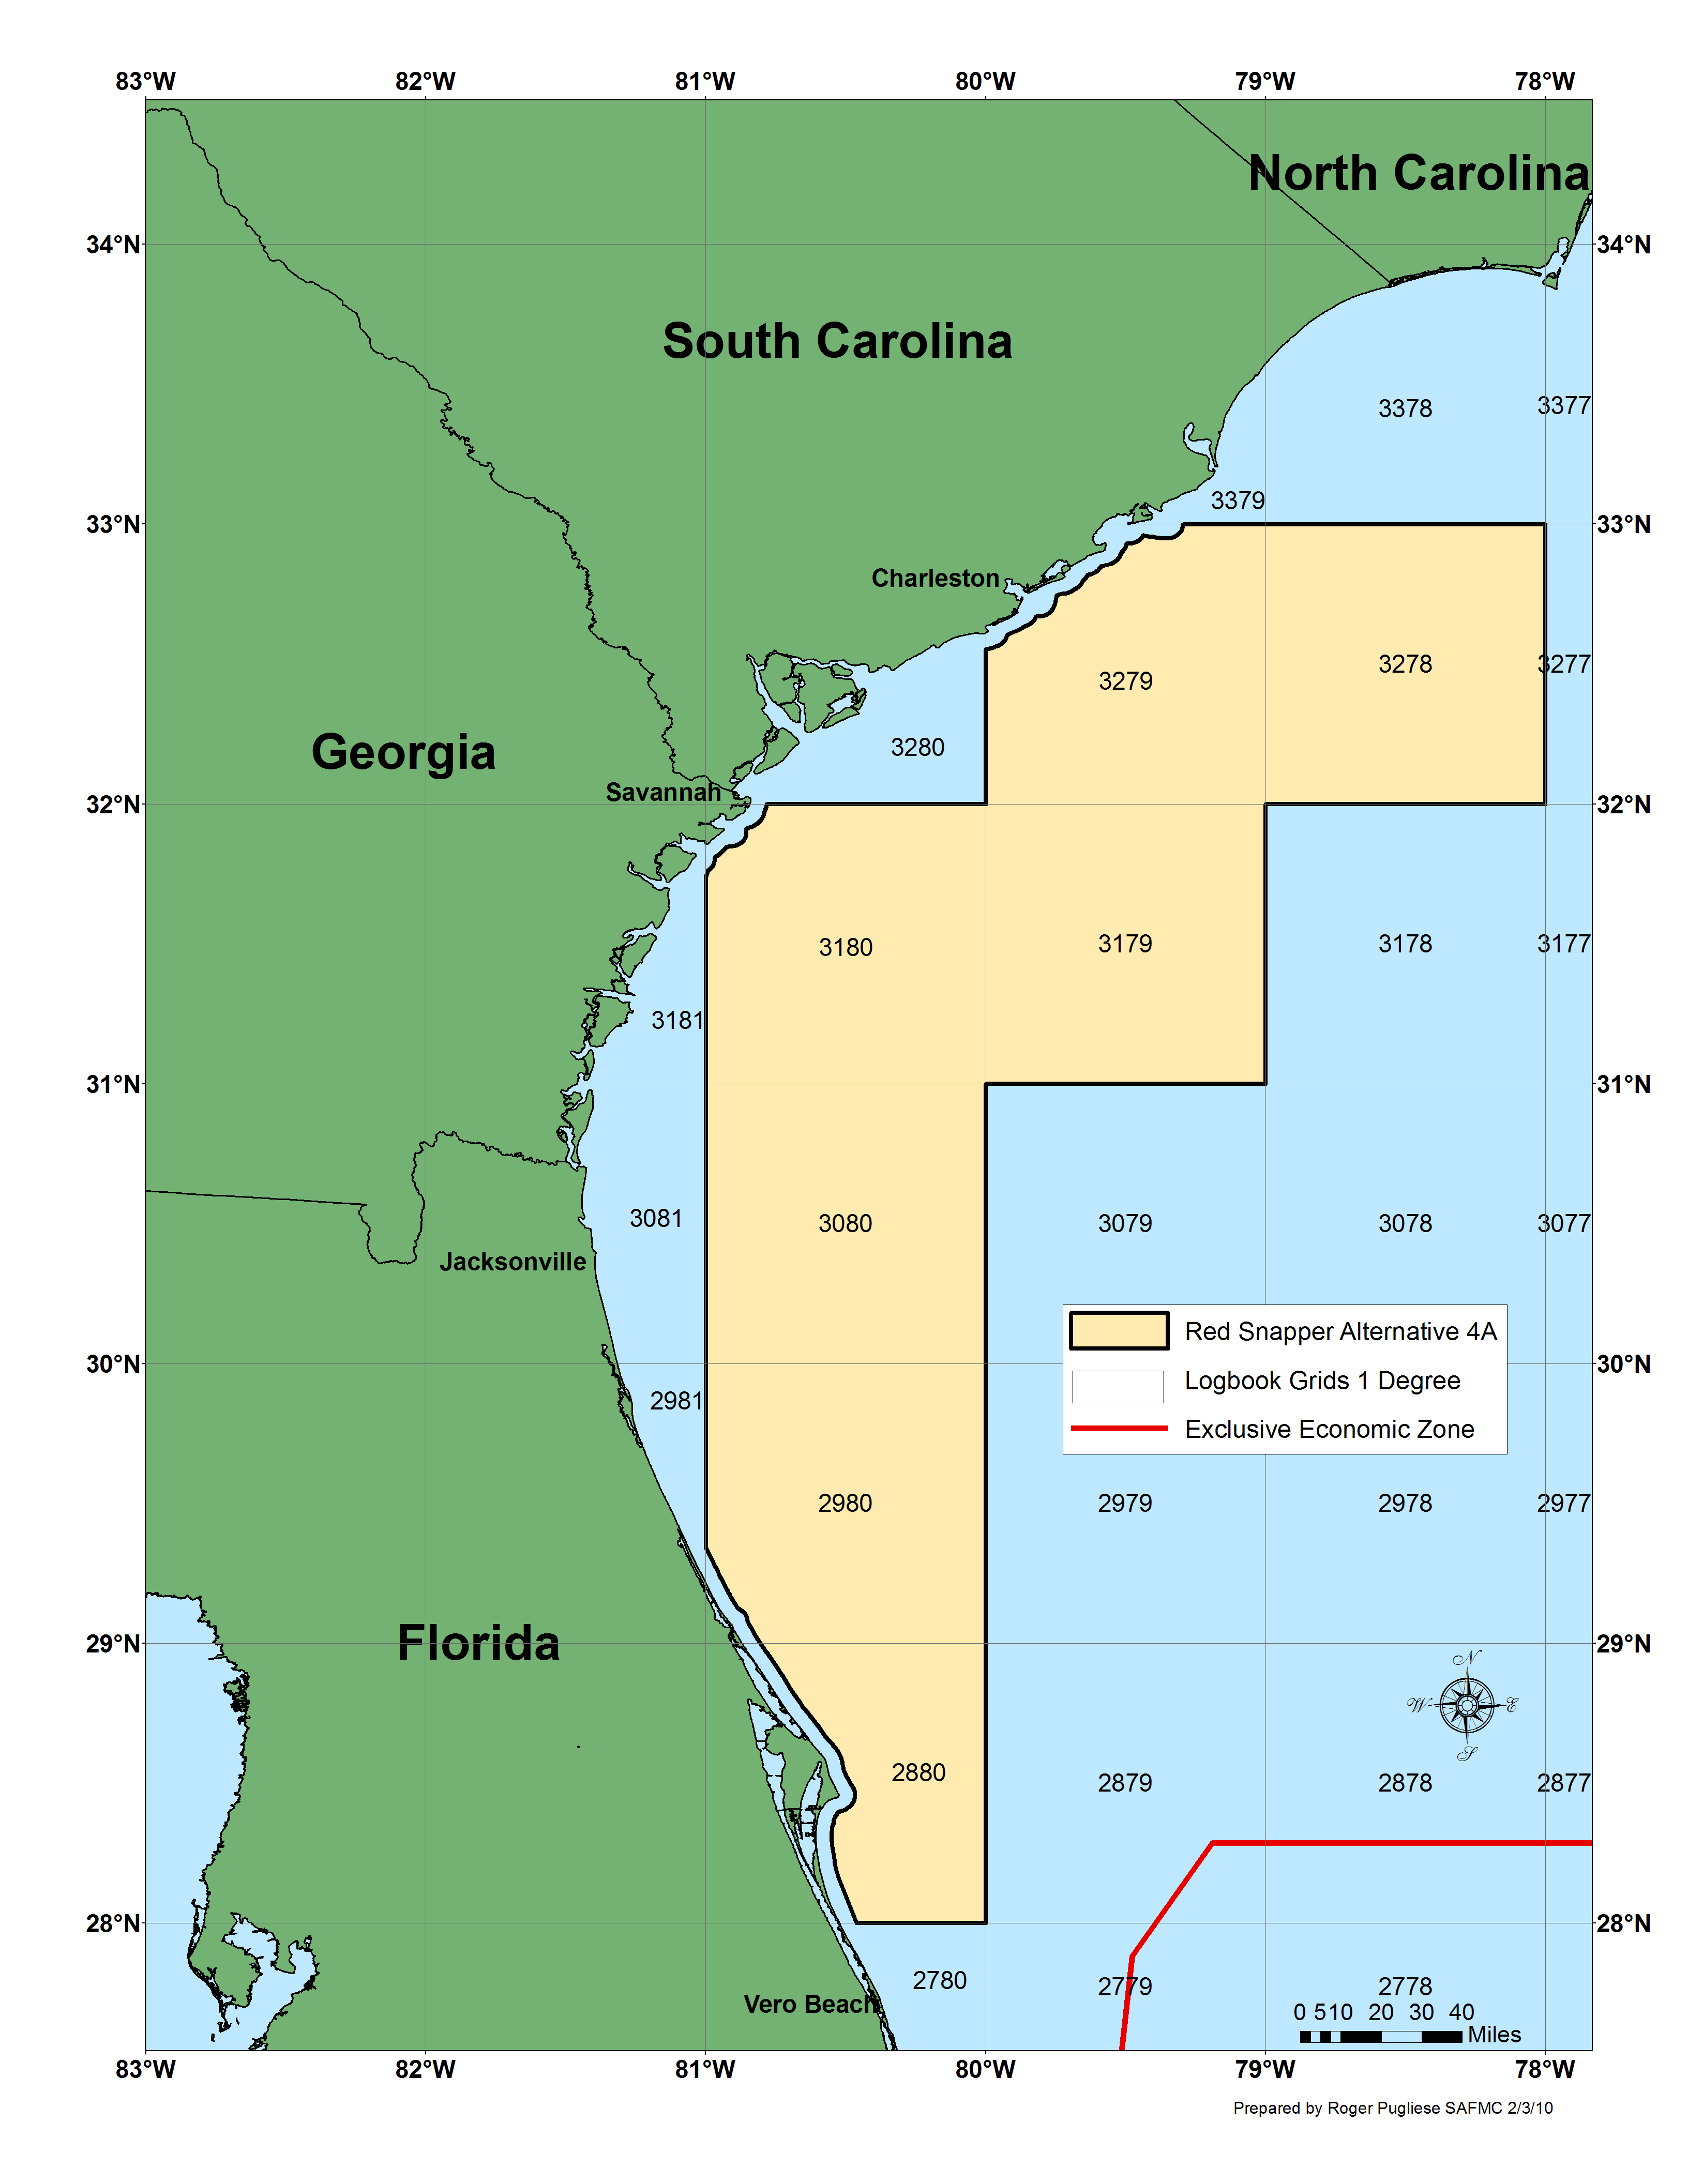 83°W 82°W 81°W 80°W 79°W 78°W
North Carolina
34°N 34°N
South Carolina
3378 3377
3379
33°N 33°N
Charleston
3279 3278 3277
Georgia
3280
Savannah
32°N 32°N
3180 3179 3178 3177
3181
31°N 31°N
3081 3080 3079 3078 3077
Jacksonville
Red Snapper Alternative 4A
30°N 30°N
Logbook Grids 1 Degree
2981
Exclusive Economic Zone
2980 2979 2978 2977
29°N 29°N
Florida
N
W E
S
2880 2879 2878 2877
28°N 28°N
2780 2779 2778
Vero Beach
0 5 10 20 30 40
Miles
83°W 82°W 81°W 80°W 79°W 78°W
Prepared by Roger Pugliese SAFMC 2/3/10